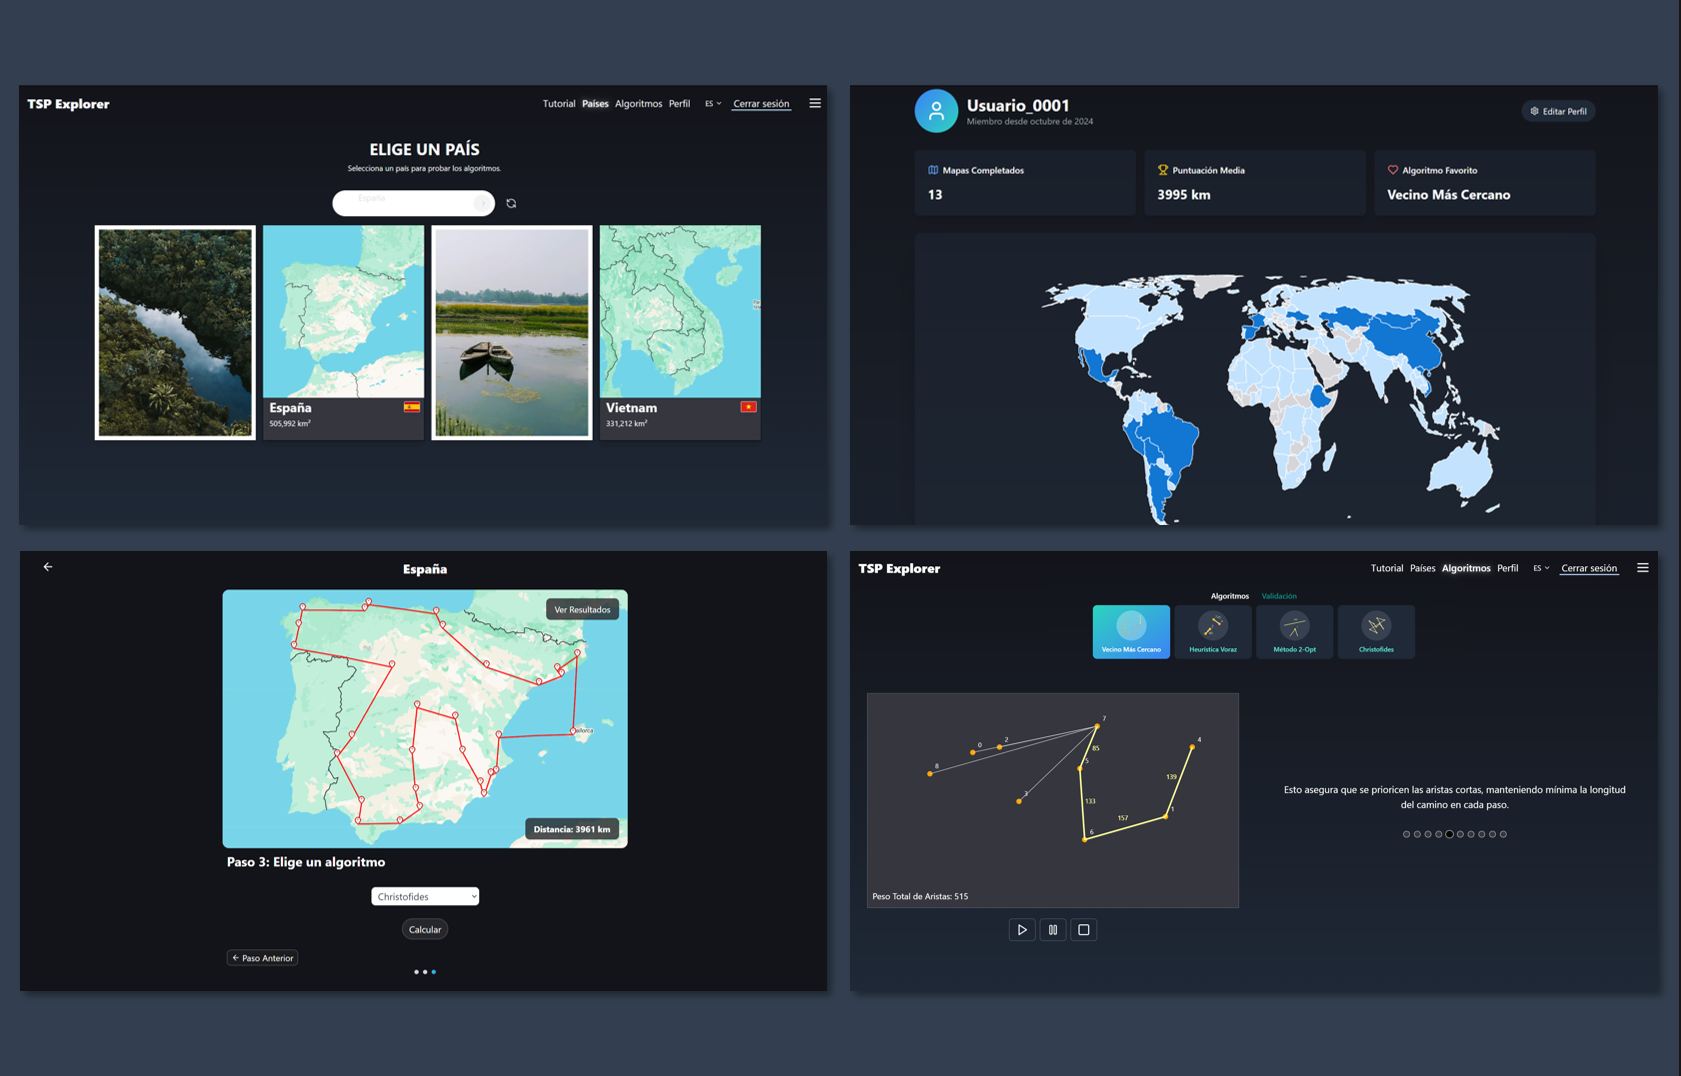 TSP Explorer
Tutorial Países Algoritmos Perfil ES Cerrar sesión
ELIGE UN PAÍS
Selecciona un país para probar los algoritmos.
España
España
505,992 km²
Vietnam
331,212 km²
Usuario_0001
Miembro desde octubre de 2024
Editar Perfil
Mapas Completados
13
Puntuación Media
3995 km
Algoritmo Favorito
Vecino Más Cercano
España
Ver Resultados
Distancia: 3961 km
Paso 3: Elige un algoritmo
Christofides
Calcular
Paso Anterior
TSP Explorer
Tutorial Países Algoritmos Perfil ES Cerrar sesión
Algoritmos Validación
Vecino Más Cercano
Heurística Voraz
Método 2-Opt
Christofides
7
4
2
0
85
5
8
139
3
133
1
157
6
Peso Total de Aristas: 515
Esto asegura que se prioricen las aristas cortas, manteniendo mínima la longitud
del camino en cada paso.